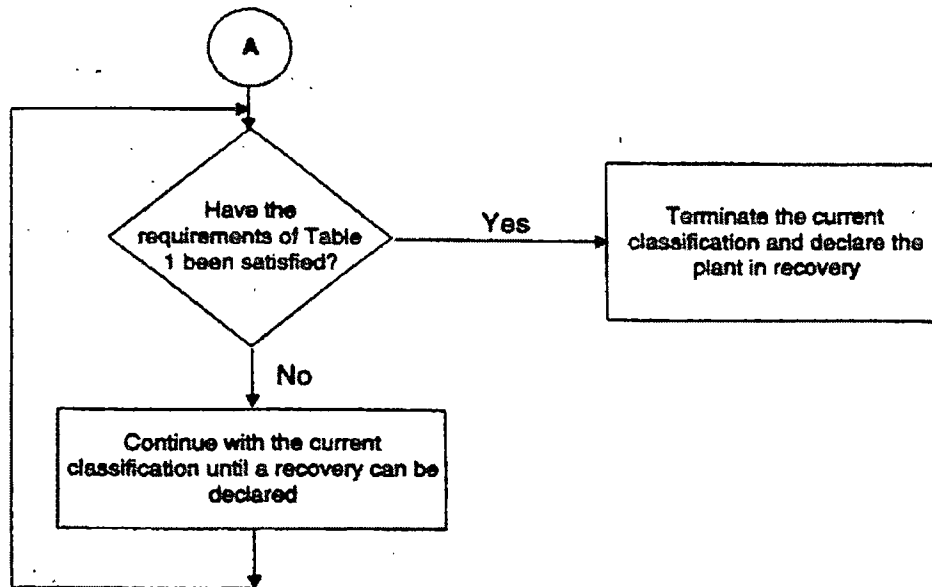 A
Have the
requirements of Table
1 been satisfied?
Yes
Terminate the current
classification and declare the
plant in recovery
No
Continue with the current
classification until a recovery can be
declared